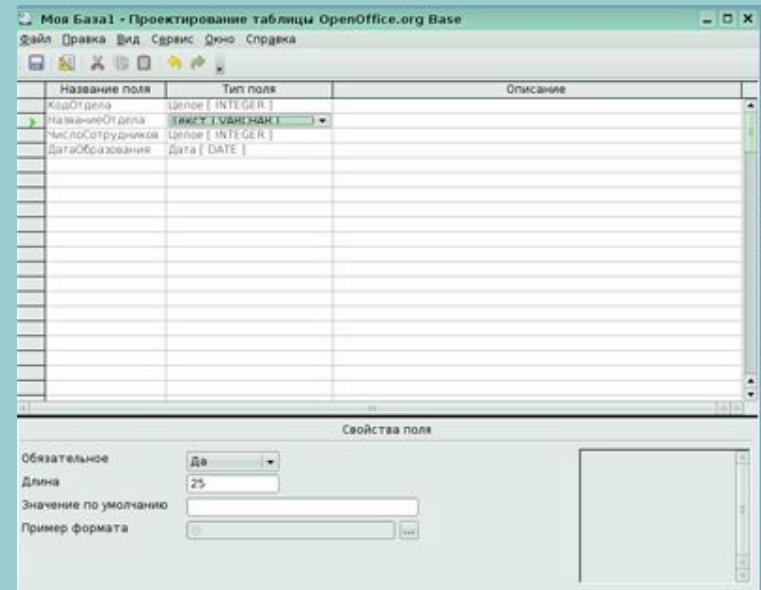 Моя База1 - Проектирование таблицы OpenOffice.org Base
Файл Правка Вид Сервис Окно Справка
Название поля Тип поля Описание
КодОтдела Целое [ INTEGER ]
НазваниеОтдела Текст [ VARCHAR ]
ЧислоСотрудников Целое [ INTEGER ]
ДатаОбразования Дата [ DATE ]
Свойства поля
Обязательное Да
Длина 25
Значение по умолчанию
Пример формата @ ...